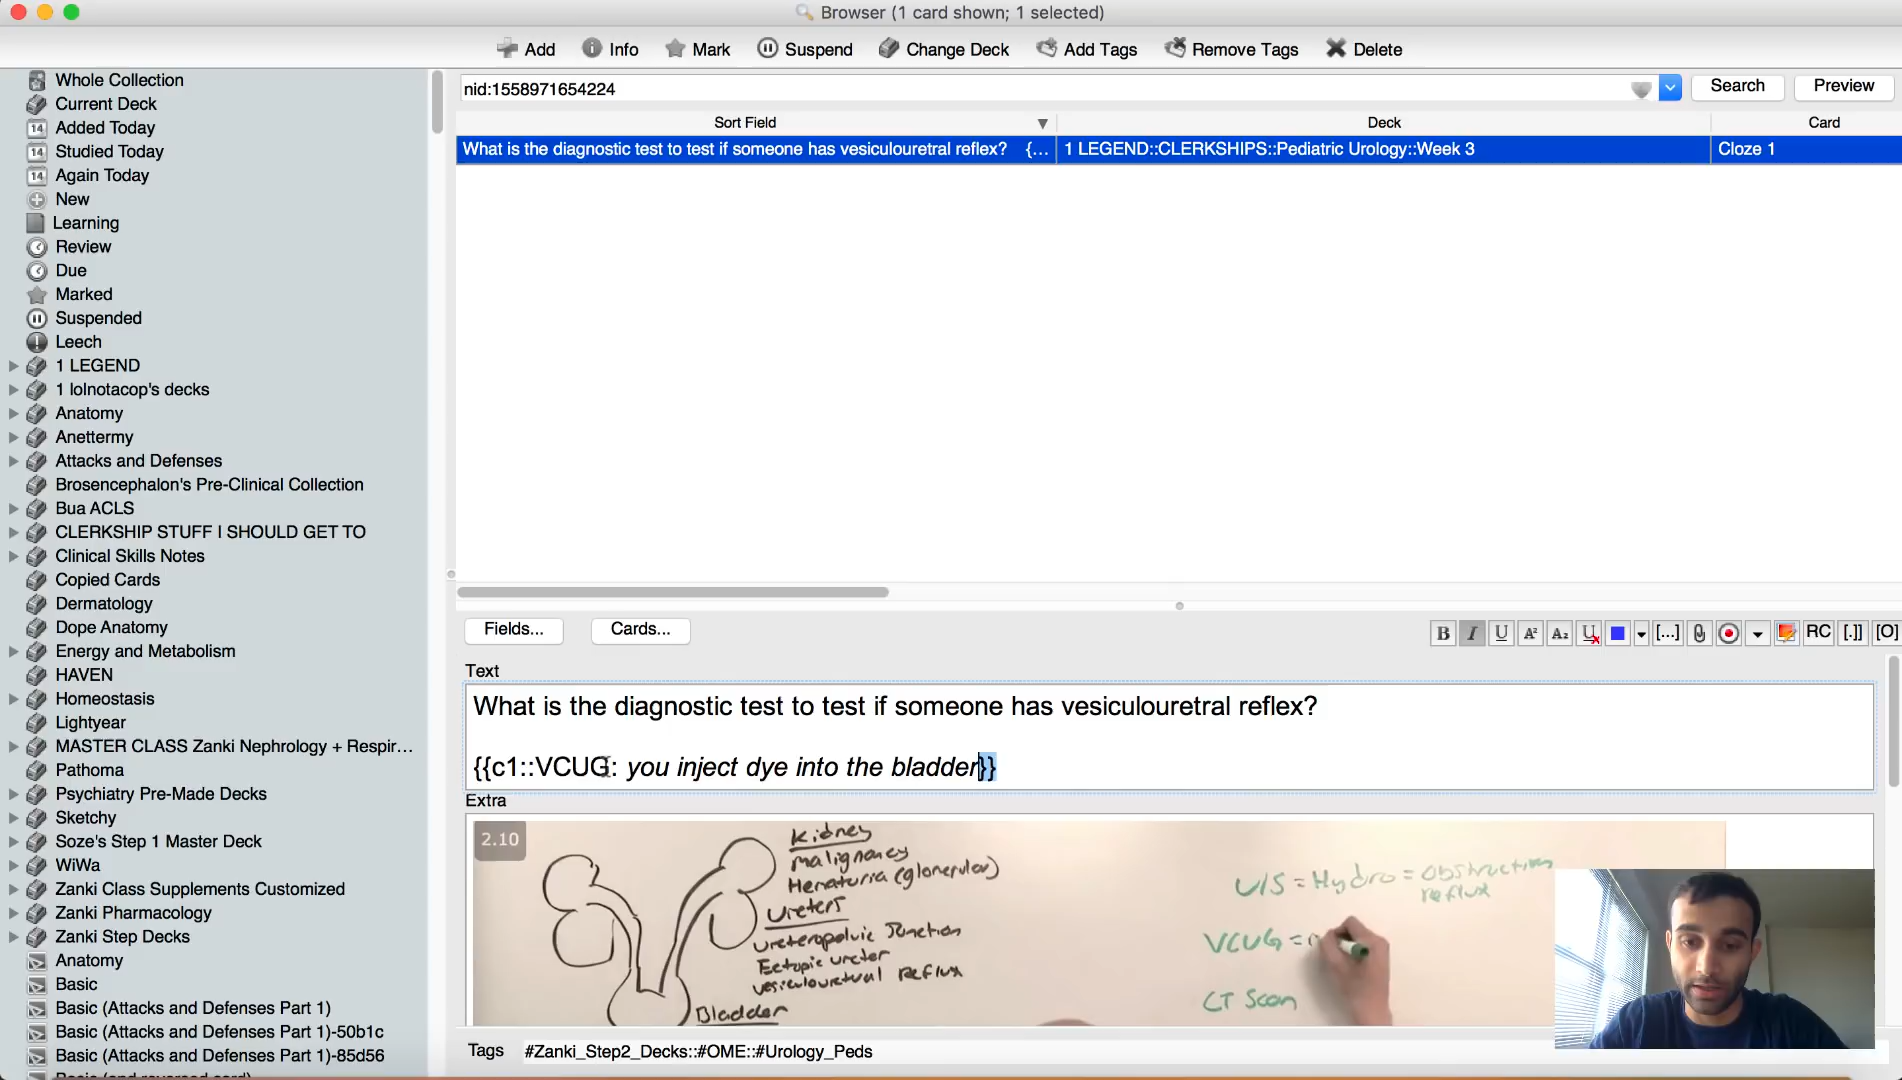 Browser (1 card shown; 1 selected)
Add Info Mark Suspend Change Deck Add Tags Remove Tags Delete
Whole Collection
Current Deck
Added Today
Studied Today
Again Today
New
Learning
Review
Due
Marked
Suspended
Leech
1 LEGEND
1 lolnotacop's decks
Anatomy
Anettermy
Attacks and Defenses
Brosencephalon's Pre-Clinical Collection
Bua ACLS
CLERKSHIP STUFF I SHOULD GET TO
Clinical Skills Notes
Copied Cards
Dermatology
Dope Anatomy
Energy and Metabolism
HAVEN
Homeostasis
Lightyear
MASTER CLASS Zanki Nephrology + Respir...
Pathoma
Psychiatry Pre-Made Decks
Sketchy
Soze's Step 1 Master Deck
WiWa
Zanki Class Supplements Customized
Zanki Pharmacology
Zanki Step Decks
Anatomy
Basic
Basic (Attacks and Defenses Part 1)
Basic (Attacks and Defenses Part 1)-50b1c
Basic (Attacks and Defenses Part 1)-85d56
Basic (and reversed card)
nid:1558971654224
Search Preview
Sort Field Deck Card
What is the diagnostic test to test if someone has vesiculouretral reflex? {... 1 LEGEND::CLERKSHIPS::Pediatric Urology::Week 3 Cloze 1
Fields... Cards...
B I U A² A₂ U [...] RC [.]] [O]
Text
What is the diagnostic test to test if someone has vesiculouretral reflex?
{{c1::VCUG: you inject dye into the bladder}}
Extra
2.10
Kidney
Malignancy
Hematuria (glomerular)
Ureters
Ureteropelvic Junction
Ectopic ureter
vesiculouretual Reflux
Bladder
U/S = Hydro = Obstruction
reflux
VCUG =
CT Scan
Tags #Zanki_Step2_Decks::#OME::#Urology_Peds